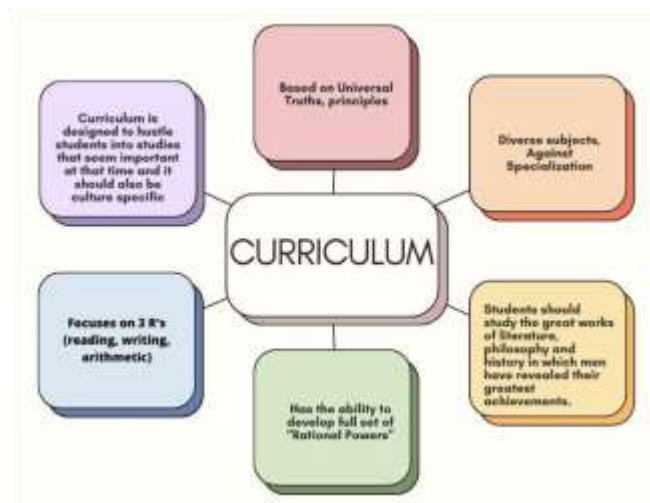 Based on Universal
Truths, principles
Curriculum is
designed to hustle
students into studies
that seem important
at that time and it
should also be
culture specific
Diverse subjects,
Against
Specialization
CURRICULUM
Focuses on 3 R's
(reading, writing,
arithmetic)
Students should
study the great works
of literature,
philosophy and
history in which men
have revealed their
greatest
achievements.
Has the ability to
develop full set of
"Rational Powers"